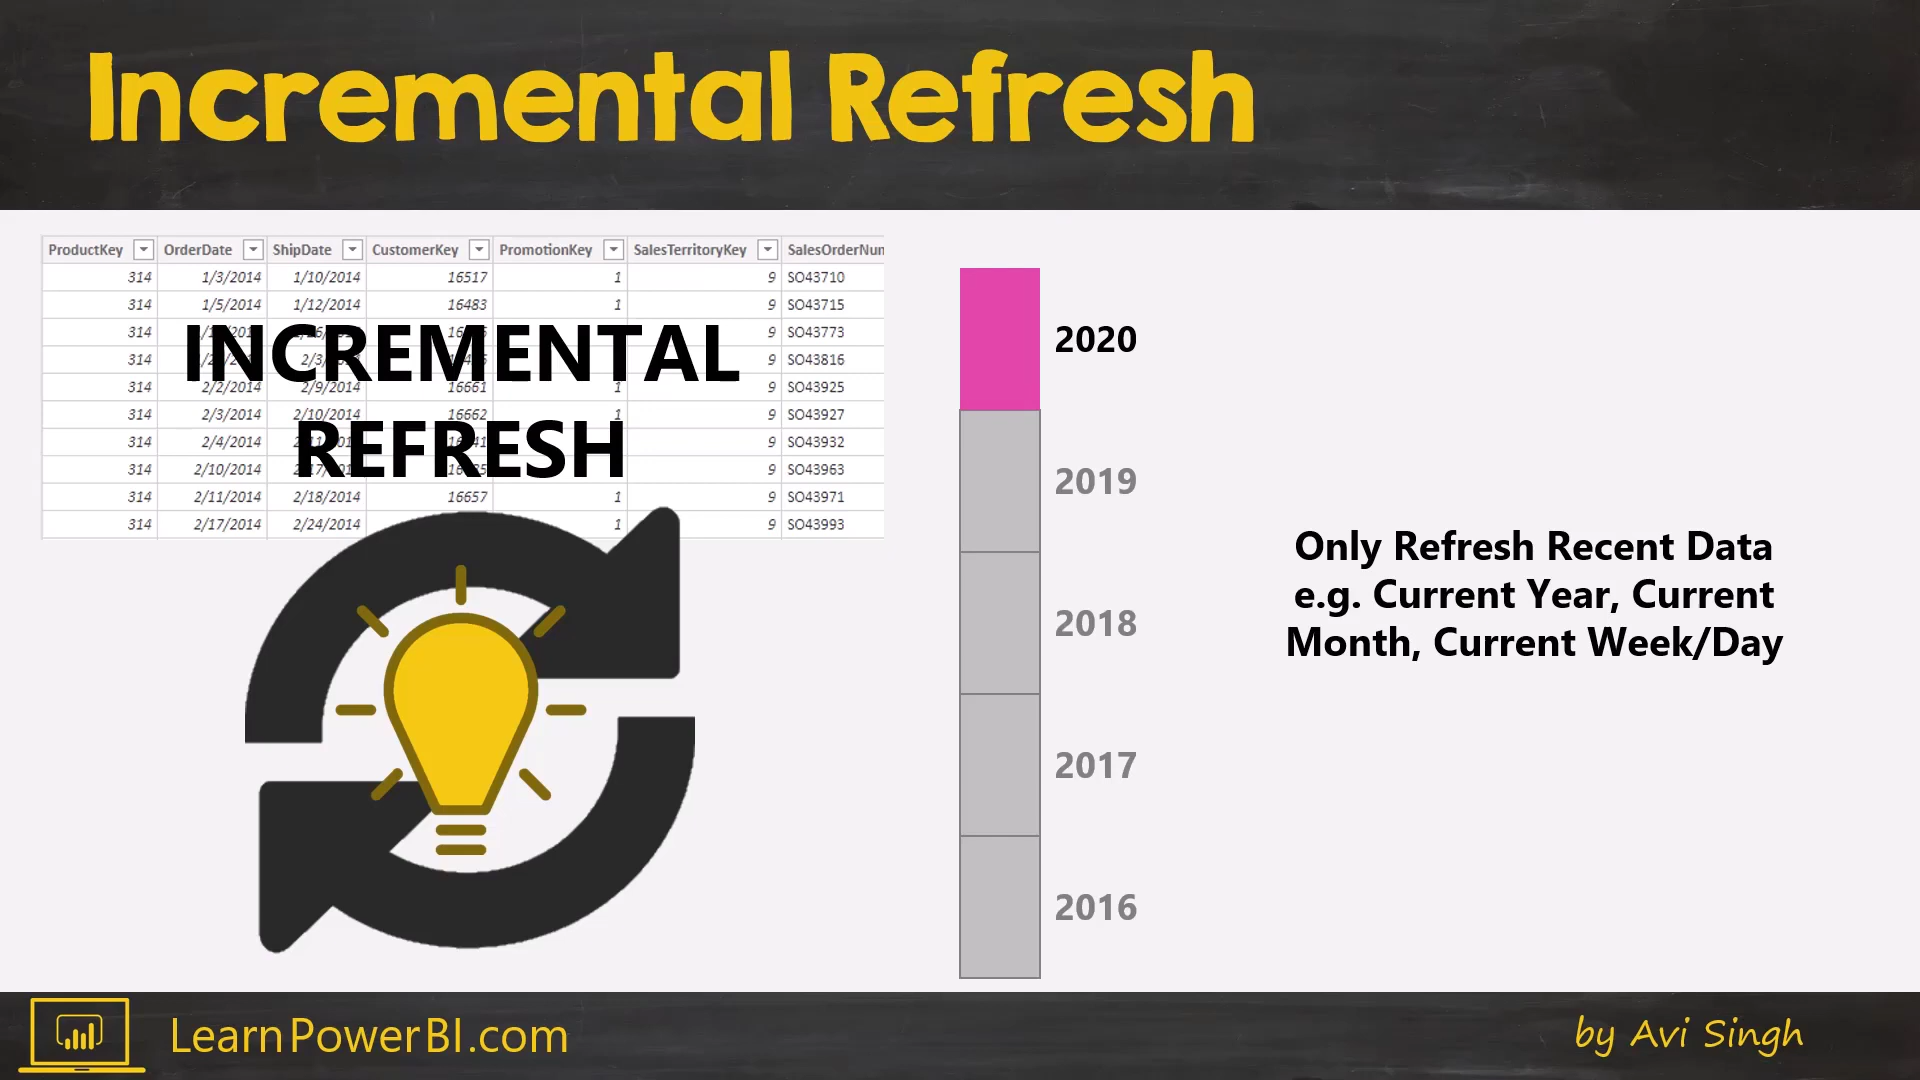 Incremental Refresh
ProductKey OrderDate ShipDate CustomerKey PromotionKey SalesTerritoryKey
314 1/3/2014 1/10/2014 16517 1 9 SO43710
314 1/5/2014 1/12/2014 16483 1 9 SO43715
314 9 SO43773
314 9 SO43816
314 2/2/2014 2/9/2014 16661 1 9 SO43925
314 2/3/2014 2/10/2014 16662 1 9 SO43927
314 2/4/2014 9 SO43932
314 2/10/2014 1 9 SO43963
314 2/11/2014 2/18/2014 16657 1 9 SO43971
314 2/17/2014 2/24/2014 1 9 SO43993
INCREMENTAL
REFRESH
2020
2019
2018
2017
2016
Only Refresh Recent Data
e.g. Current Year, Current
Month, Current Week/Day
LearnPowerBI.com
by Avi Singh